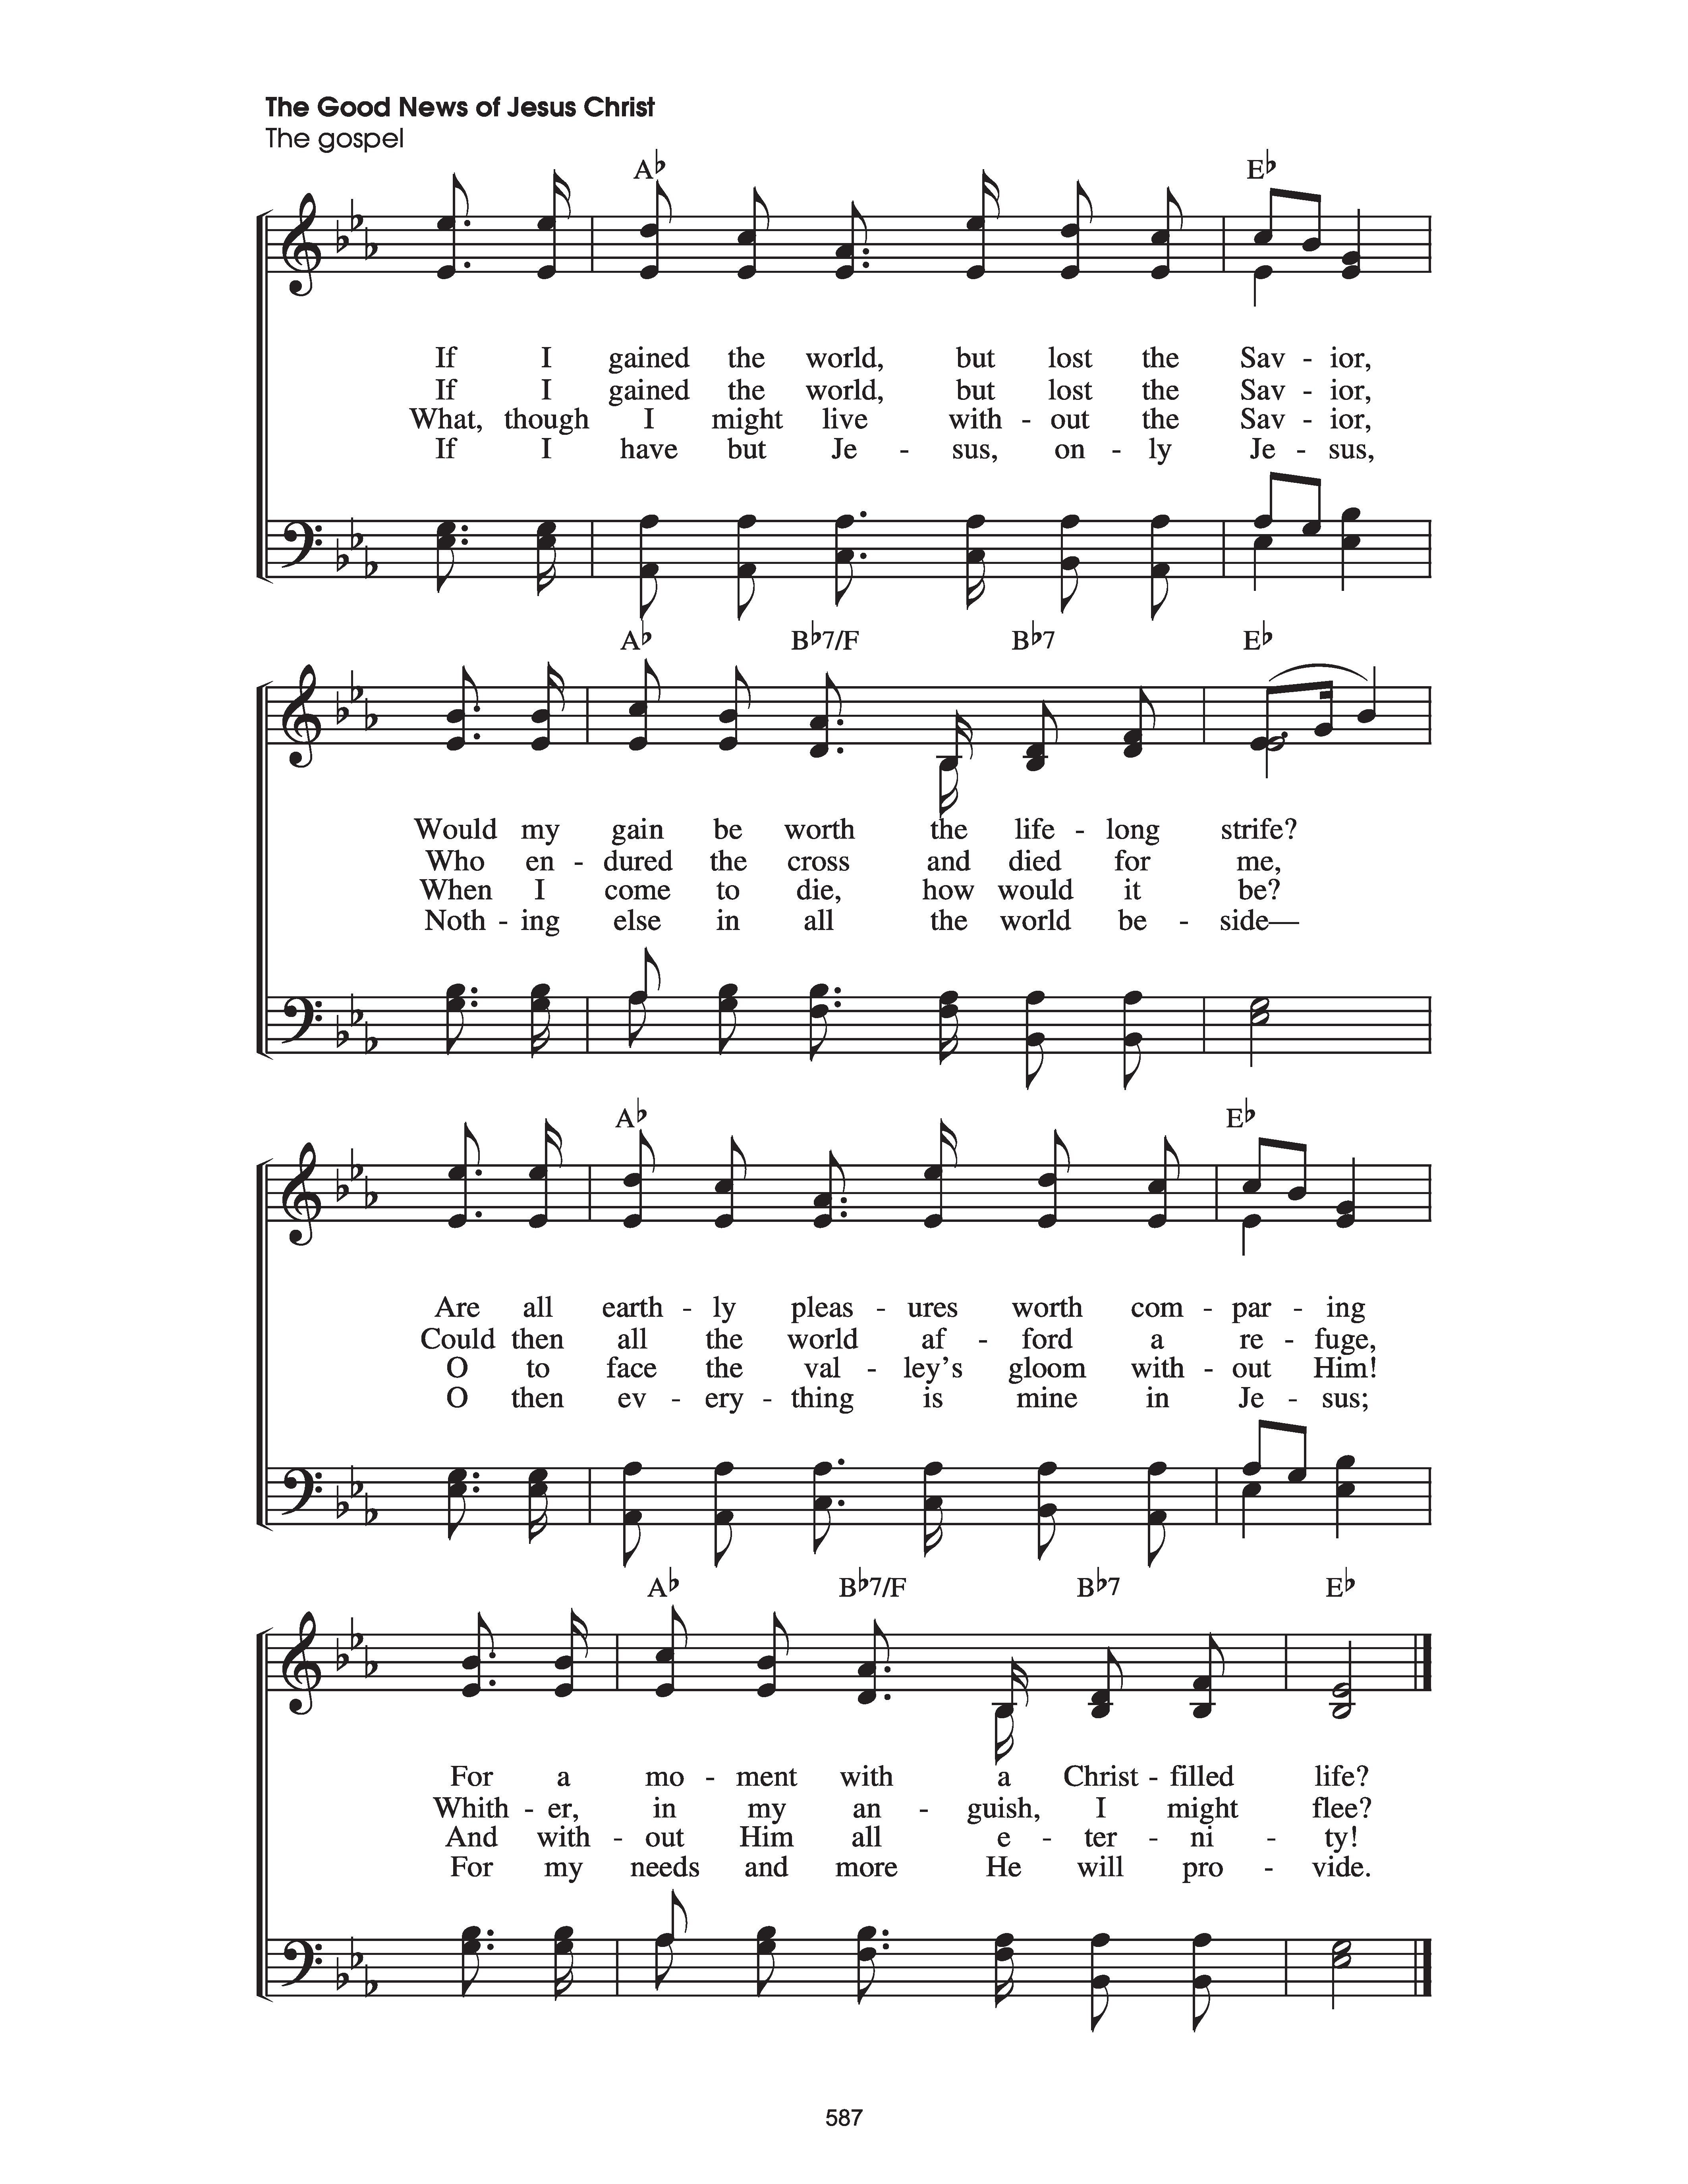 The Good News of Jesus Christ
The gospel
A♭ E♭
If I gained the world, but lost the Sav - ior,
If I gained the world, but lost the Sav - ior,
What, though I might live with - out the Sav - ior,
If I have but Je - sus, on - ly Je - sus,
A♭ B♭7/F B♭7 E♭
Would my gain be worth the life - long strife?
Who en - dured the cross and died for me,
When I come to die, how would it be?
Noth - ing else in all the world be - side—
A♭ E♭
Are all earth - ly pleas - ures worth com - par - ing
Could then all the world af - ford a re - fuge,
O to face the val - ley's gloom with - out Him!
O then ev - ery - thing is mine in Je - sus;
A♭ B♭7/F B♭7 E♭
For a mo - ment with a Christ - filled life?
Whith - er, in my an - guish, I might flee?
And with - out Him all e - ter - ni - ty!
For my needs and more He will pro - vide.
587